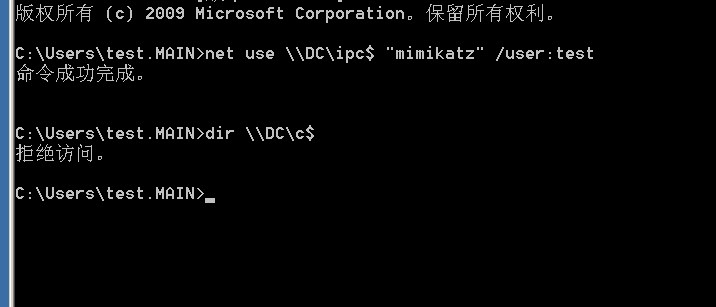 版权所有 (c) 2009 Microsoft Corporation。保留所有权利。
C:\Users\test.MAIN>net use \\DC\ipc$ "mimikatz" /user:test
命令成功完成。
C:\Users\test.MAIN>dir \\DC\c$
拒绝访问。
C:\Users\test.MAIN>